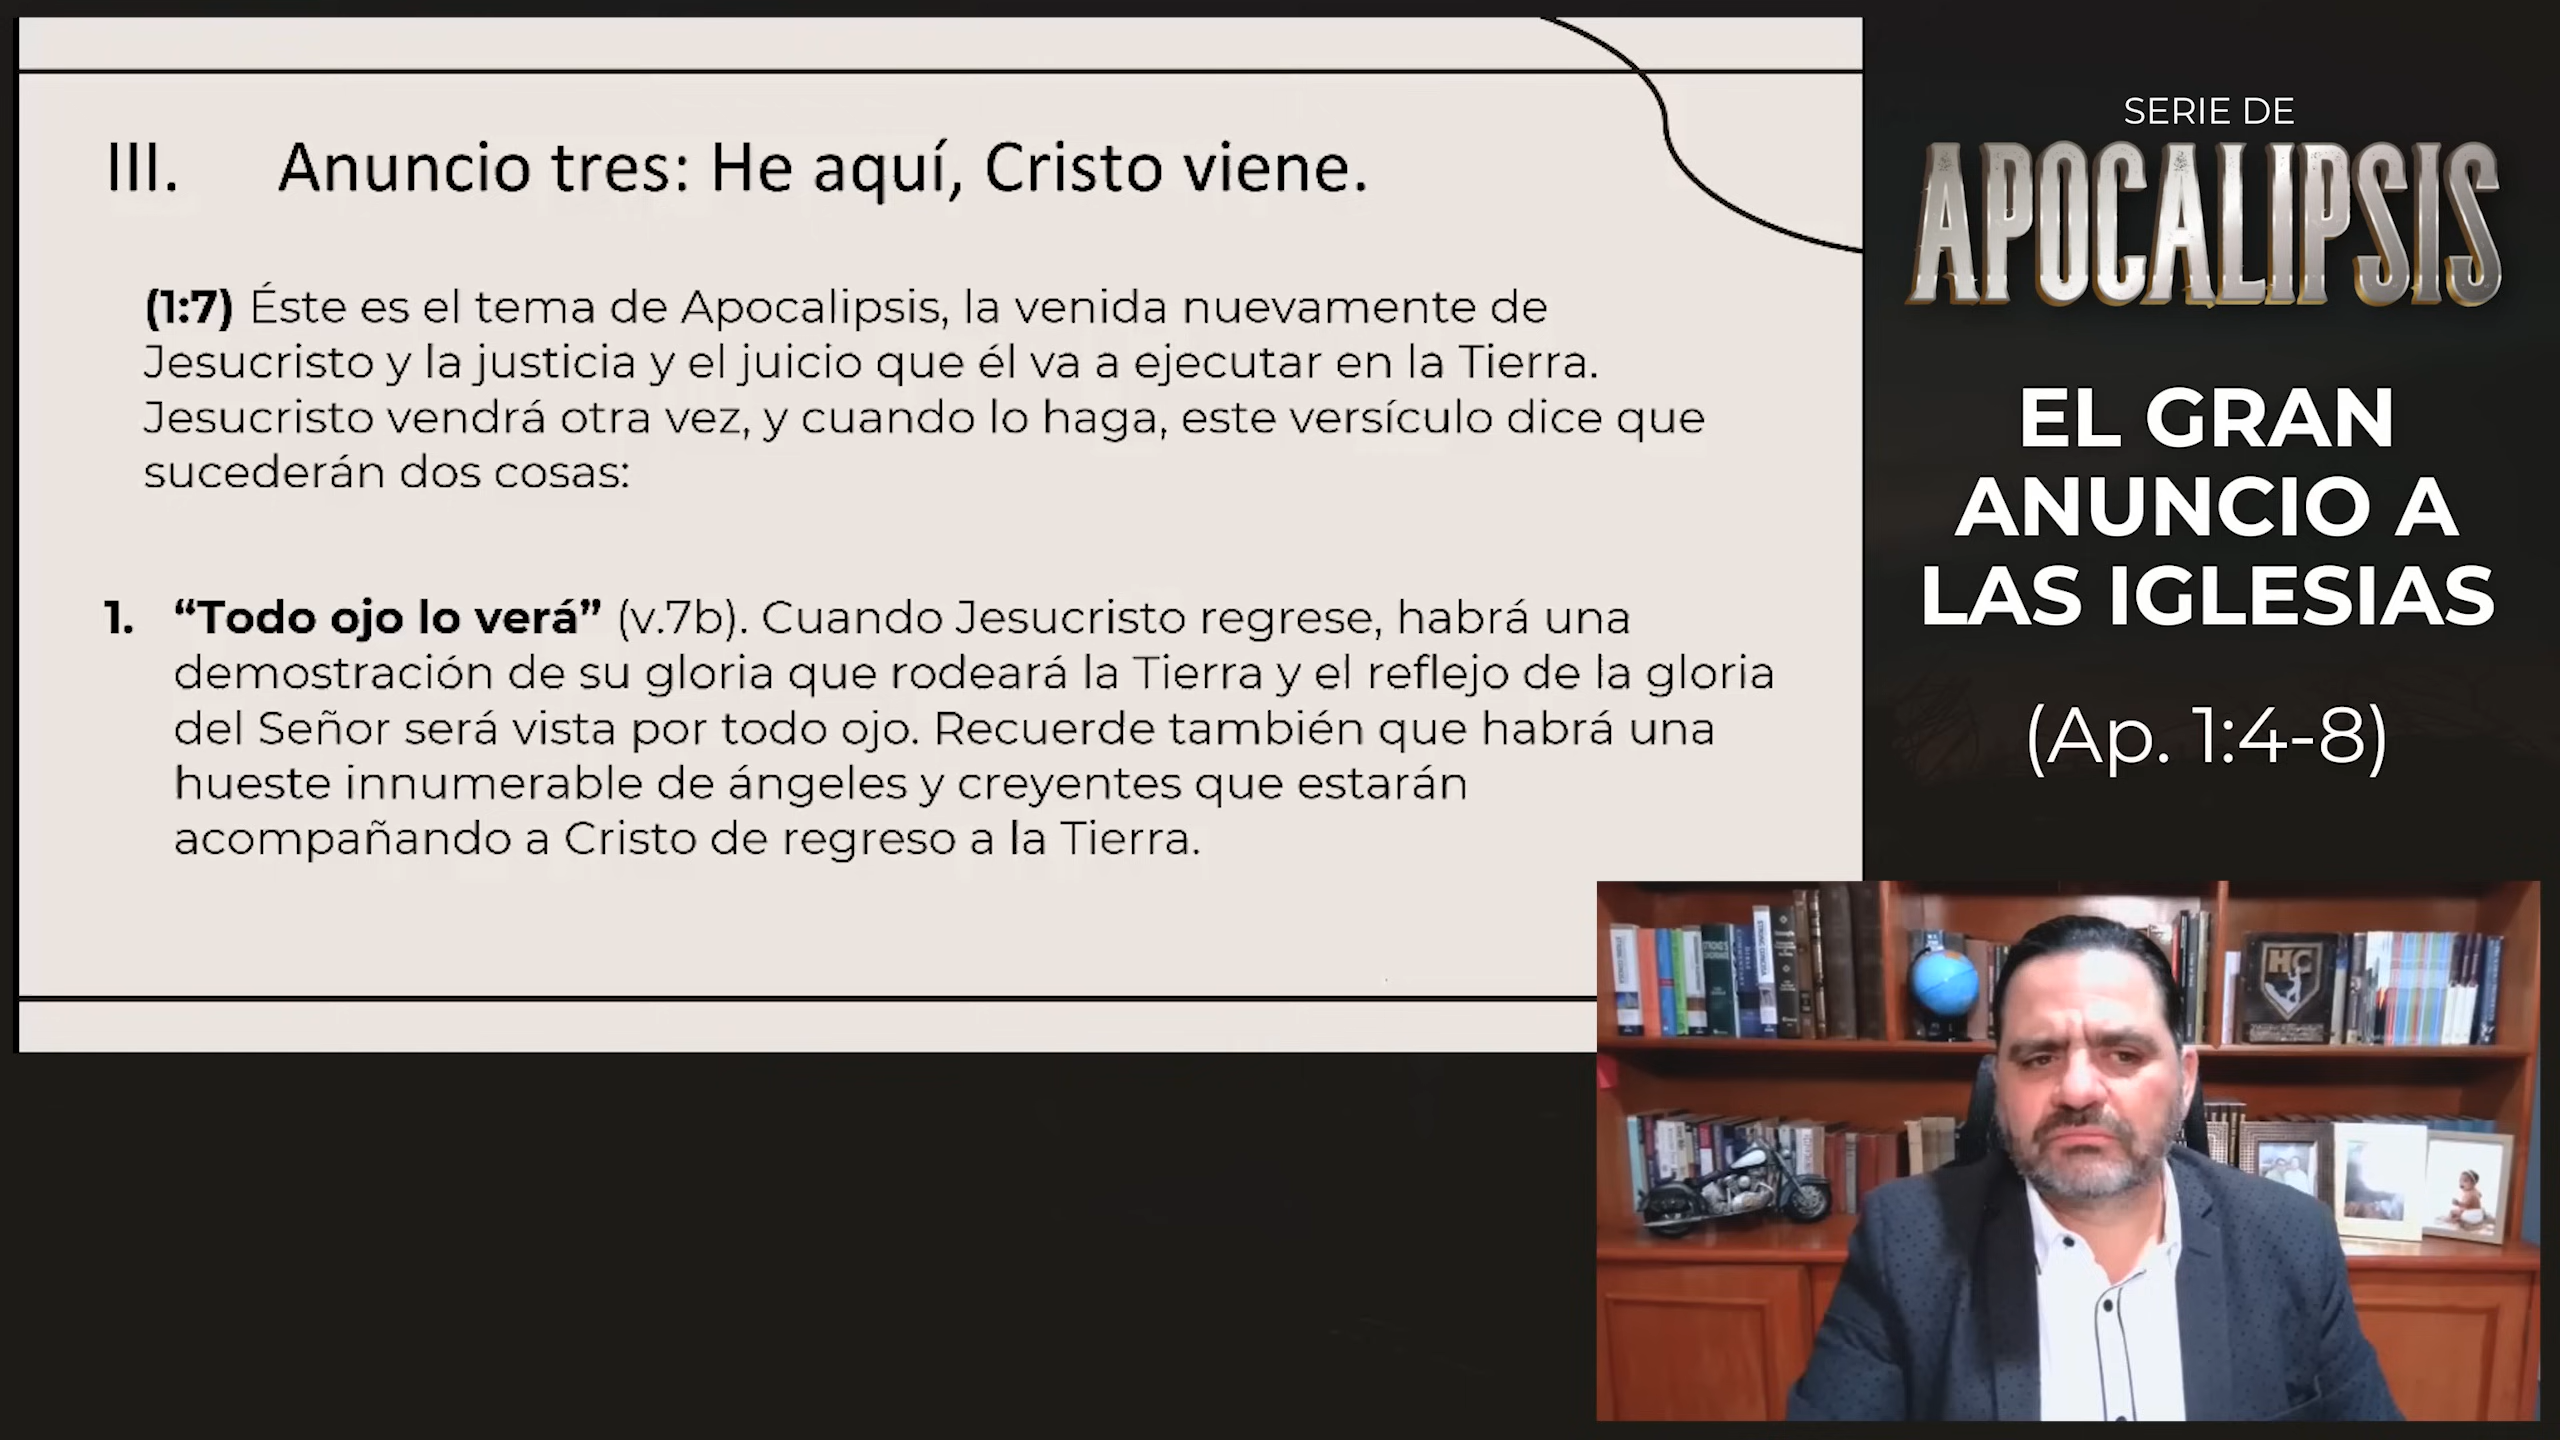 III. Anuncio tres: He aquí, Cristo viene.
(1:7) Éste es el tema de Apocalipsis, la venida nuevamente de
Jesucristo y la justicia y el juicio que él va a ejecutar en la Tierra.
Jesucristo vendrá otra vez, y cuando lo haga, este versículo dice que
sucederán dos cosas:
1. “Todo ojo lo verá” (v.7b). Cuando Jesucristo regrese, habrá una
demostración de su gloria que rodeará la Tierra y el reflejo de la gloria
del Señor será vista por todo ojo. Recuerde también que habrá una
hueste innumerable de ángeles y creyentes que estarán
acompañando a Cristo de regreso a la Tierra.
SERIE DE
APOCALIPSIS
EL GRAN
ANUNCIO A
LAS IGLESIAS
(Ap. 1:4-8)
HC